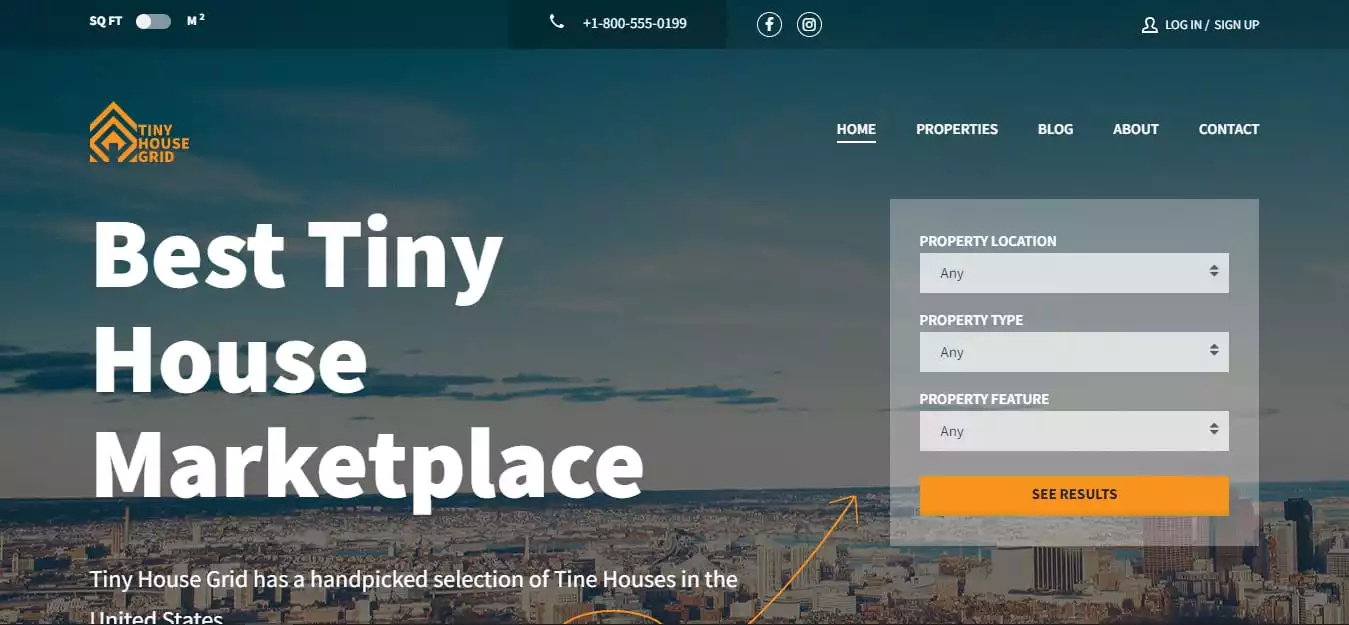 SQ FT M²
+1-800-555-0199
LOG IN / SIGN UP
TINY
HOUSE
GRID
HOME PROPERTIES BLOG ABOUT CONTACT
Best Tiny
House
Marketplace
Tiny House Grid has a handpicked selection of Tine Houses in the
United States
PROPERTY LOCATION
Any
PROPERTY TYPE
Any
PROPERTY FEATURE
Any
SEE RESULTS